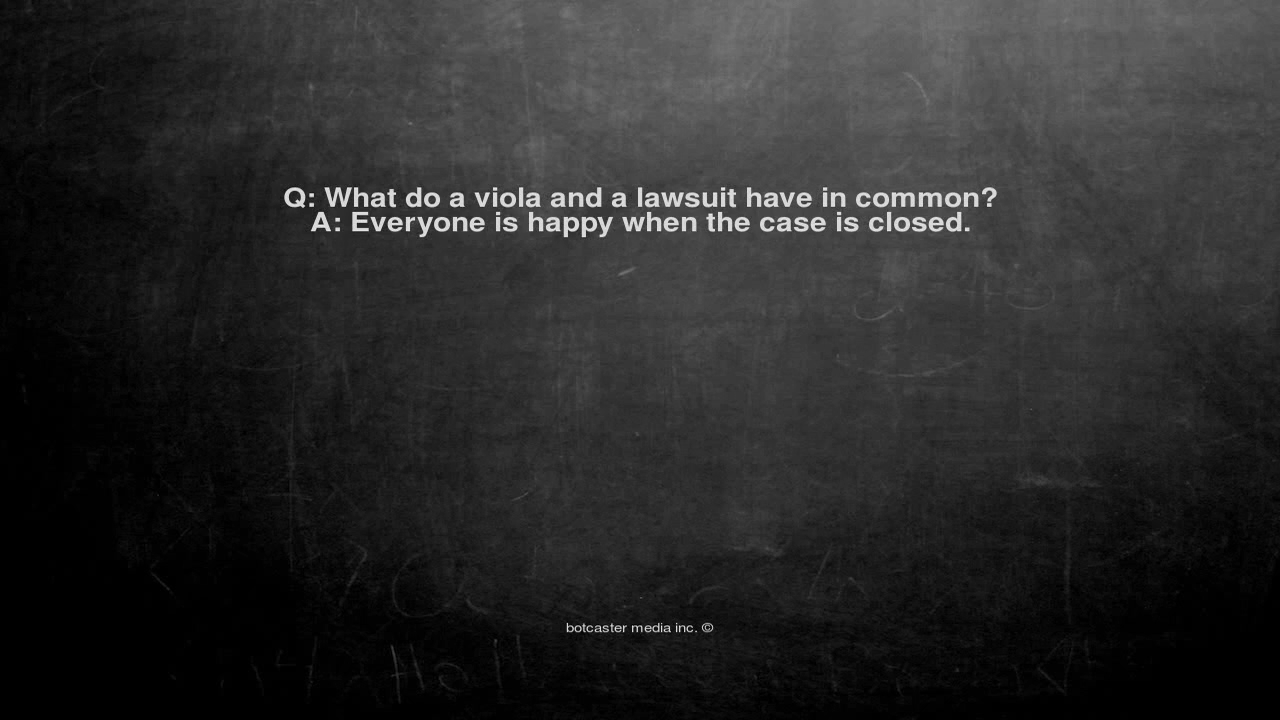 Q: What do a viola and a lawsuit have in common?
A: Everyone is happy when the case is closed.
botcaster media inc. ©